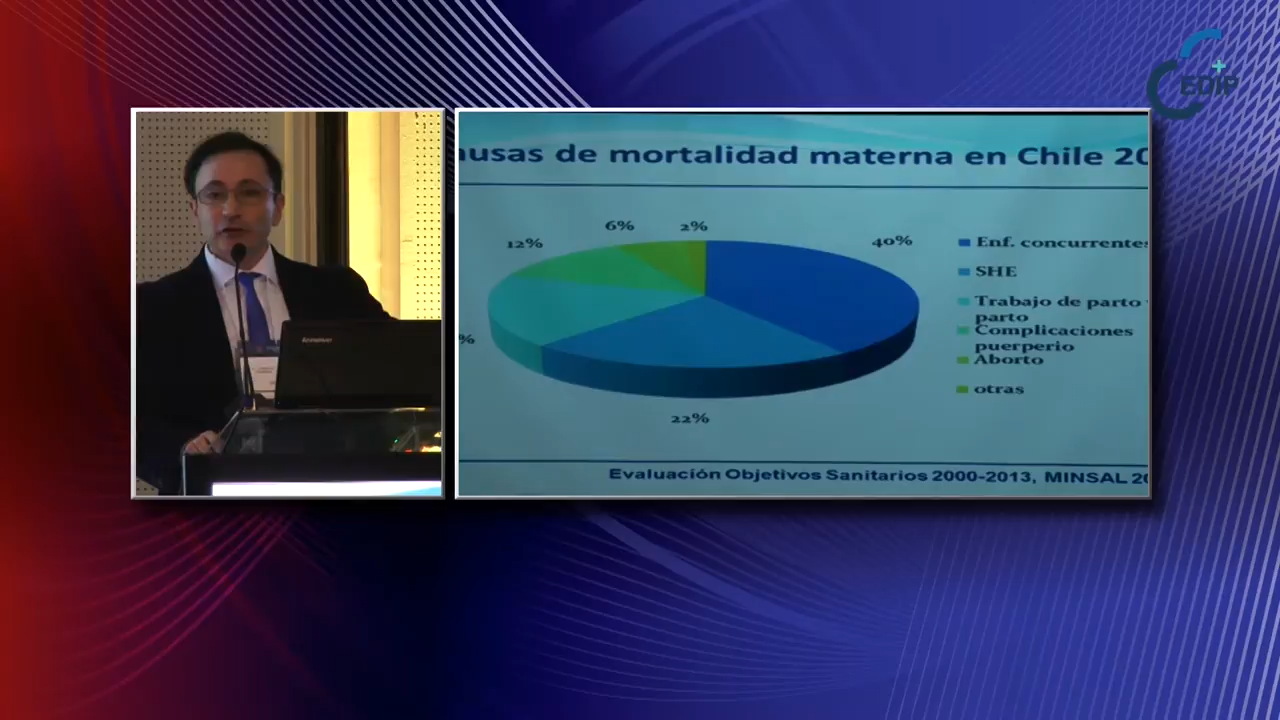 EDIP
ausas de mortalidad materna en Chile 20
6%
2%
12%
40%
%
22%
Enf. concurrentes
SHE
Trabajo de parto
parto
Complicaciones
puerperio
Aborto
otras
Evaluación Objetivos Sanitarios 2000-2013, MINSAL 20
lenovo